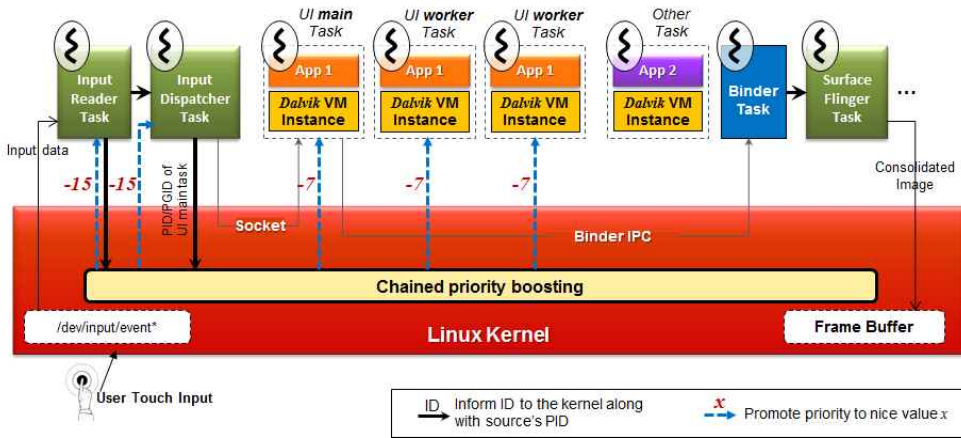 UI main
Task
UI worker
Task
UI worker
Task
Other
Task
Input
Reader
Task
Input
Dispatcher
Task
App 1
Dalvik VM
Instance
App 1
Dalvik VM
Instance
App 1
Dalvik VM
Instance
App 2
Dalvik VM
Instance
Binder
Task
Surface
Flinger
Task
...
Input data
-15
-15
PID/PGID of
UI main task
-7
-7
-7
Consolidated
Image
Socket
Binder IPC
Chained priority boosting
/dev/input/event*
Linux Kernel
Frame Buffer
User Touch Input
ID
Inform ID to the kernel along
with source's PID
x
Promote priority to nice value x